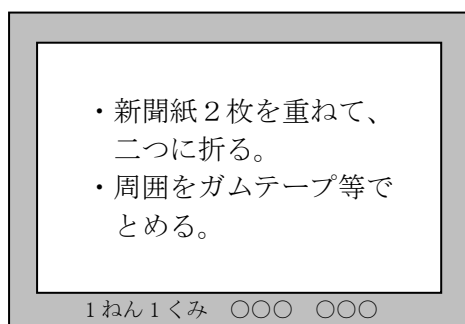 ・新聞紙２枚を重ねて、
二つに折る。
・周囲をガムテープ等で
とめる。
１ねん１くみ　○○○　○○○